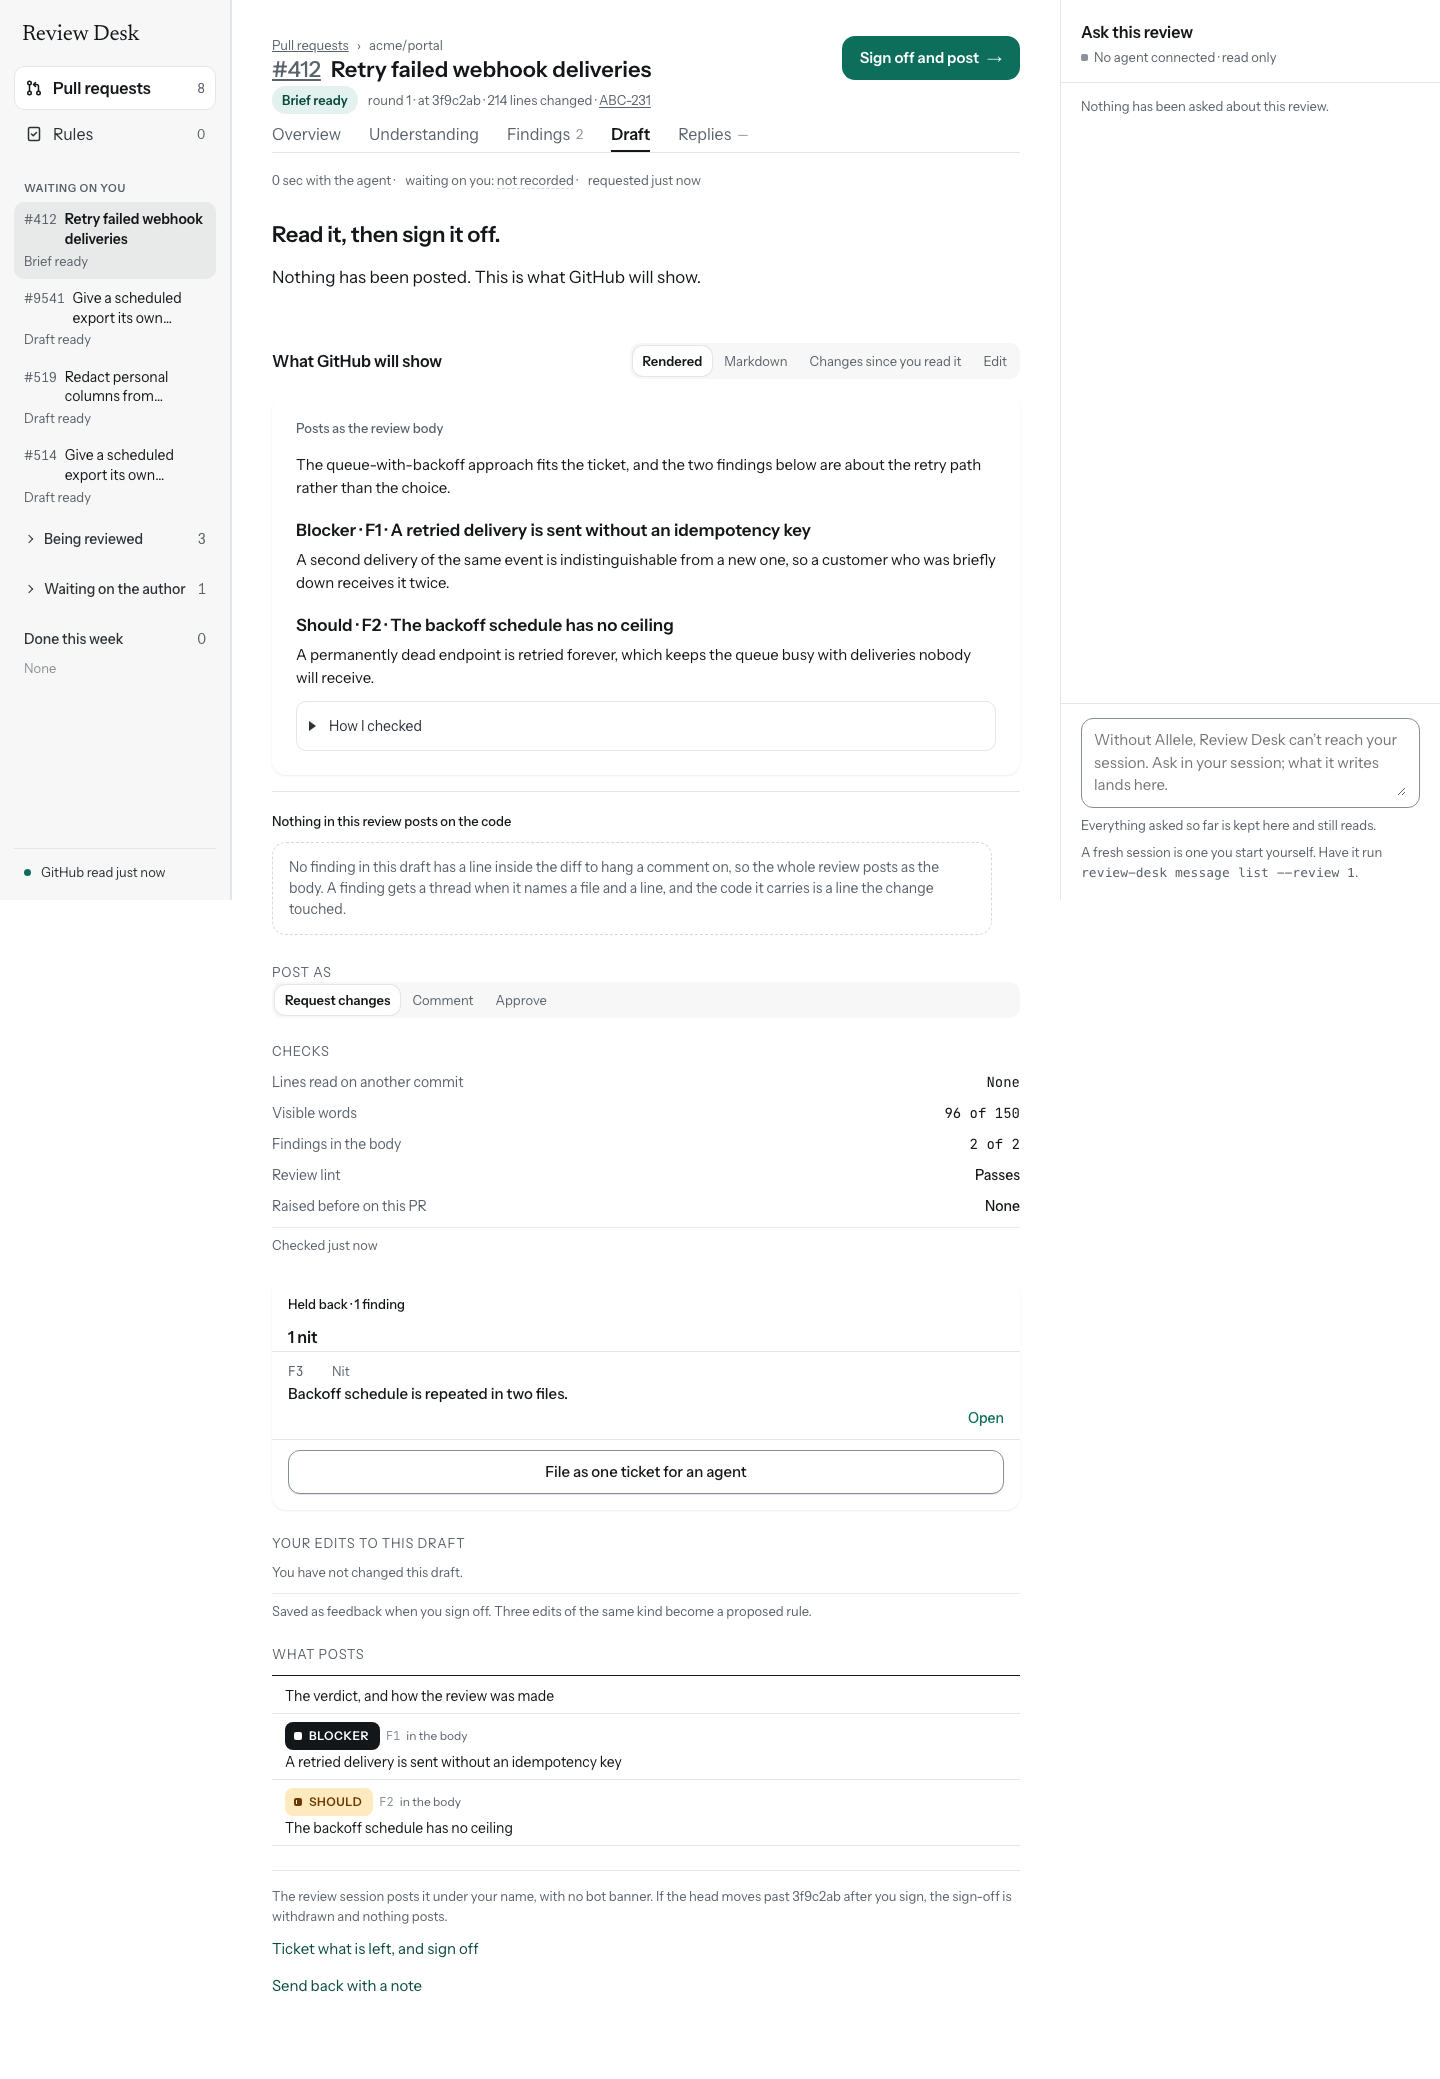 Review Desk
Pull requests 8
Rules 0
WAITING ON YOU
#412 Retry failed webhook
deliveries
Brief ready
#9541 Give a scheduled
export its own…
Draft ready
#519 Redact personal
columns from…
Draft ready
#514 Give a scheduled
export its own…
Draft ready
Being reviewed 3
Waiting on the author 1
Done this week 0
None
GitHub read just now
Pull requests › acme/portal
#412 Retry failed webhook deliveries
Sign off and post →
Brief ready round 1 · at 3f9c2ab · 214 lines changed · ABC-231
Overview Understanding Findings 2 Draft Replies —
0 sec with the agent · waiting on you: not recorded · requested just now
Read it, then sign it off.
Nothing has been posted. This is what GitHub will show.
What GitHub will show
Rendered Markdown Changes since you read it Edit
Posts as the review body
The queue-with-backoff approach fits the ticket, and the two findings below are about the retry path
rather than the choice.
Blocker · F1 · A retried delivery is sent without an idempotency key
A second delivery of the same event is indistinguishable from a new one, so a customer who was briefly
down receives it twice.
Should · F2 · The backoff schedule has no ceiling
A permanently dead endpoint is retried forever, which keeps the queue busy with deliveries nobody
will receive.
How I checked
Nothing in this review posts on the code
No finding in this draft has a line inside the diff to hang a comment on, so the whole review posts as the
body. A finding gets a thread when it names a file and a line, and the code it carries is a line the change
touched.
POST AS
Request changes Comment Approve
CHECKS
Lines read on another commit None
Visible words 96 of 150
Findings in the body 2 of 2
Review lint Passes
Raised before on this PR None
Checked just now
Held back · 1 finding
1 nit
F3 Nit
Backoff schedule is repeated in two files.
Open
File as one ticket for an agent
YOUR EDITS TO THIS DRAFT
You have not changed this draft.
Saved as feedback when you sign off. Three edits of the same kind become a proposed rule.
WHAT POSTS
The verdict, and how the review was made
BLOCKER F1 in the body
A retried delivery is sent without an idempotency key
SHOULD F2 in the body
The backoff schedule has no ceiling
The review session posts it under your name, with no bot banner. If the head moves past 3f9c2ab after you sign, the sign-off is
withdrawn and nothing posts.
Ticket what is left, and sign off
Send back with a note
Ask this review
No agent connected · read only
Nothing has been asked about this review.
Without Allele, Review Desk can't reach your
session. Ask in your session; what it writes
lands here.
Everything asked so far is kept here and still reads.
A fresh session is one you start yourself. Have it run
review-desk message list --review 1.